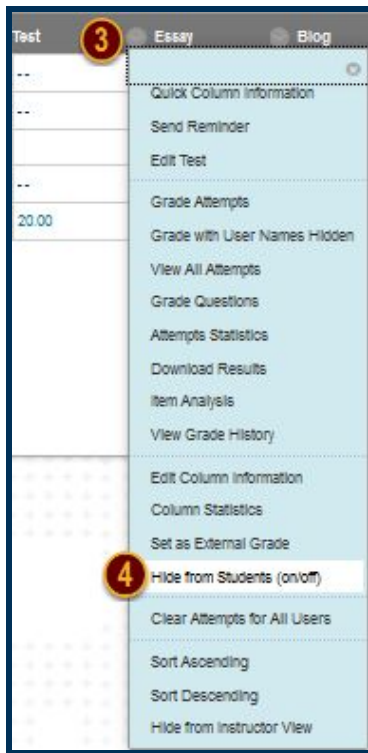 Test 3 Essay Blog
--
Quick Column Information
--
Send Reminder
Edit Test
--
Grade Attempts
20.00
Grade with User Names Hidden
View All Attempts
Grade Questions
Attempts Statistics
Download Results
Item Analysis
View Grade History
Edit Column Information
Column Statistics
Set as External Grade
4 Hide from Students (on/off)
Clear Attempts for All Users
Sort Ascending
Sort Descending
Hide from Instructor View